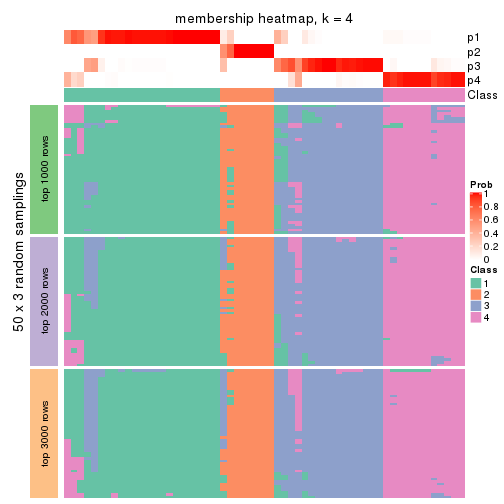 membership heatmap, k = 4
p1
p2
p3
p4
Class
50 x 3 random samplings
top 1000 rows
top 2000 rows
top 3000 rows
Prob
1
0.8
0.6
0.4
0.2
0
Class
1
2
3
4